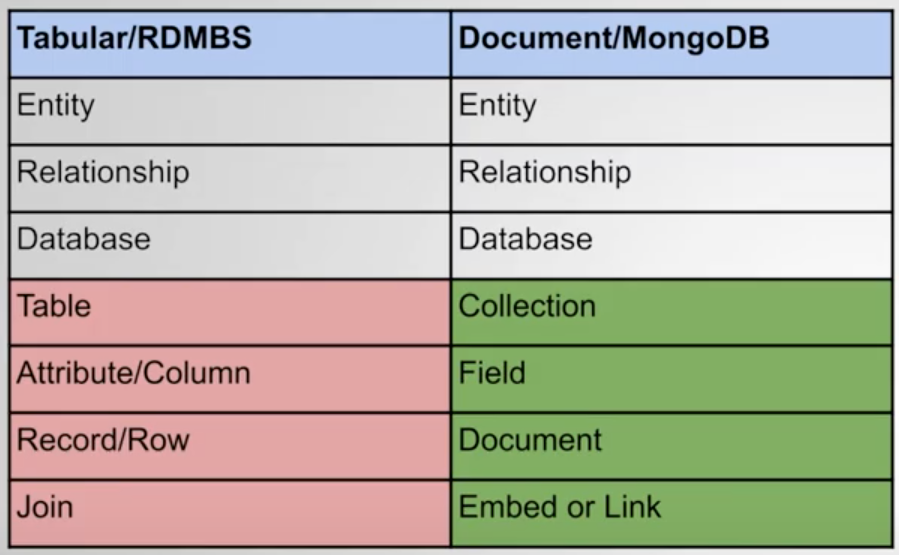 Tabular/RDMBS Document/MongoDB
Entity Entity
Relationship Relationship
Database Database
Table Collection
Attribute/Column Field
Record/Row Document
Join Embed or Link